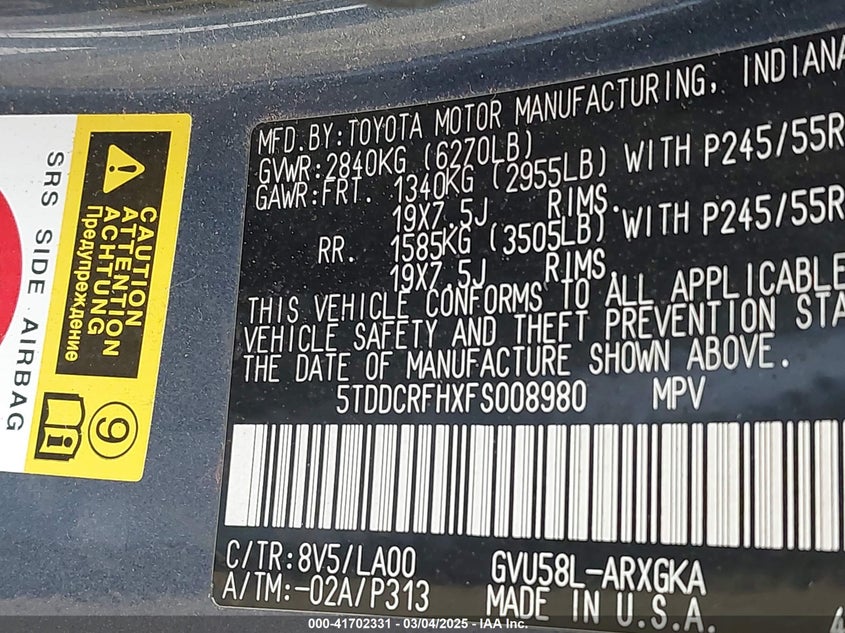 MFD.BY:TOYOTA MOTOR MANUFACTURING, INDIANA
GVWR:2840KG (6270LB)
GAWR:FRT. 1340KG (2955LB) WITH P245/55R
19X7.5J RIMS.
RR. 1585KG (3505LB) WITH P245/55R
19X7.5J RIMS.
THIS VEHICLE CONFORMS TO ALL APPLICABLE
VEHICLE SAFETY AND THEFT PREVENTION STA
THE DATE OF MANUFACTURE SHOWN ABOVE.
5TDDCRFHXFS008980 MPV
C/TR:8V5/LA00 GVU58L-ARXGKA
A/TM:-02A/P313 MADE IN U.S.A.
CAUTION
ATTENTION
ACHTUNG
Предупреждение
9
SRS SIDE AIRBAG
000-41702331 - 03/04/2025 - IAA Inc.